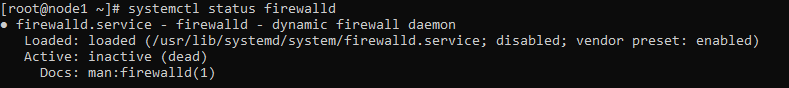 [root@node1 ~]# systemctl status firewalld
● firewalld.service - firewalld - dynamic firewall daemon
   Loaded: loaded (/usr/lib/systemd/system/firewalld.service; disabled; vendor preset: enabled)
   Active: inactive (dead)
     Docs: man:firewalld(1)